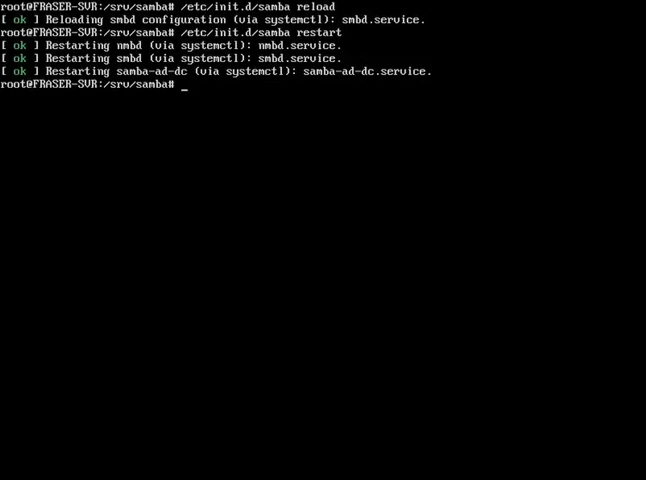 root@FRASER-SVR:/srv/samba# /etc/init.d/samba reload
[ ok ] Reloading smbd configuration (via systemctl): smbd.service.
root@FRASER-SVR:/srv/samba# /etc/init.d/samba restart
[ ok ] Restarting nmbd (via systemctl): nmbd.service.
[ ok ] Restarting smbd (via systemctl): smbd.service.
[ ok ] Restarting samba-ad-dc (via systemctl): samba-ad-dc.service.
root@FRASER-SVR:/srv/samba# _